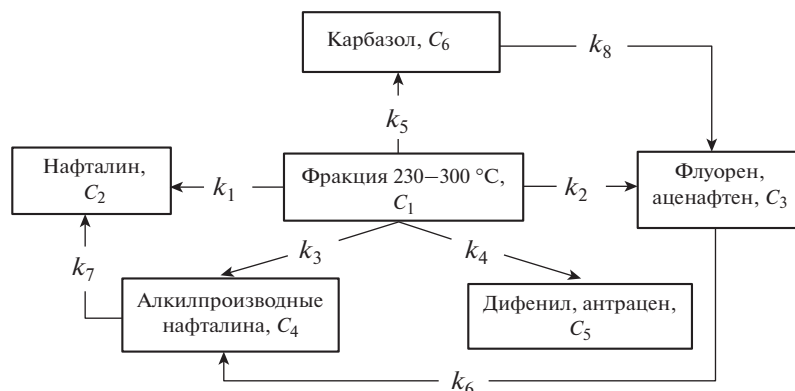 Карбазол, C6
k8
k5
Нафталин,
C2
k1
Фракция 230–300 °C,
C1
k2
Флуорен,
аценафтен, C3
k3
k4
k7
Алкилпроизводные
нафталина, C4
Дифенил, антрацен,
C5
k6